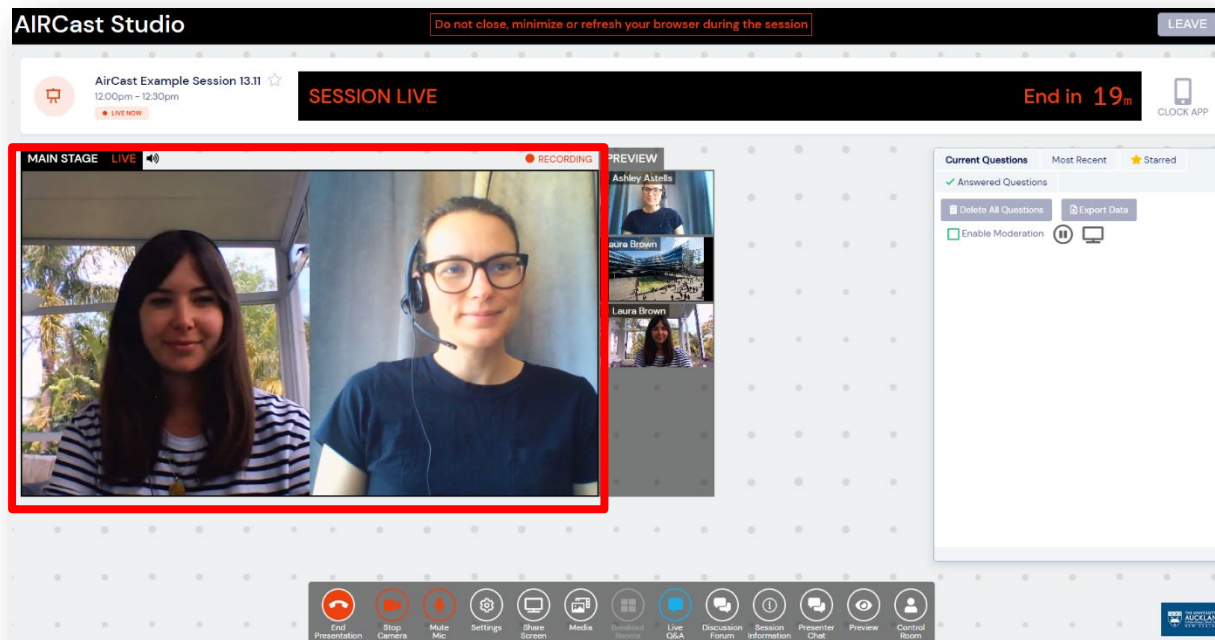 AIRCast Studio
Do not close, minimize or refresh your browser during the session
LEAVE
AirCast Example Session 13.11
12:00pm - 12:30pm
LIVE NOW
SESSION LIVE
End in 19m
CLOCK APP
MAIN STAGE LIVE
RECORDING
PREVIEW
Ashley Astells
Laura Brown
Laura Brown
Current Questions
Most Recent
Starred
Answered Questions
Delete All Questions
Export Data
Enable Moderation
End Presentation
Stop Camera
Mute Mic
Settings
Share Screen
Media
Breakout Rooms
Live Q&A
Discussion Forum
Session Information
Presenter Chat
Preview
Control Room